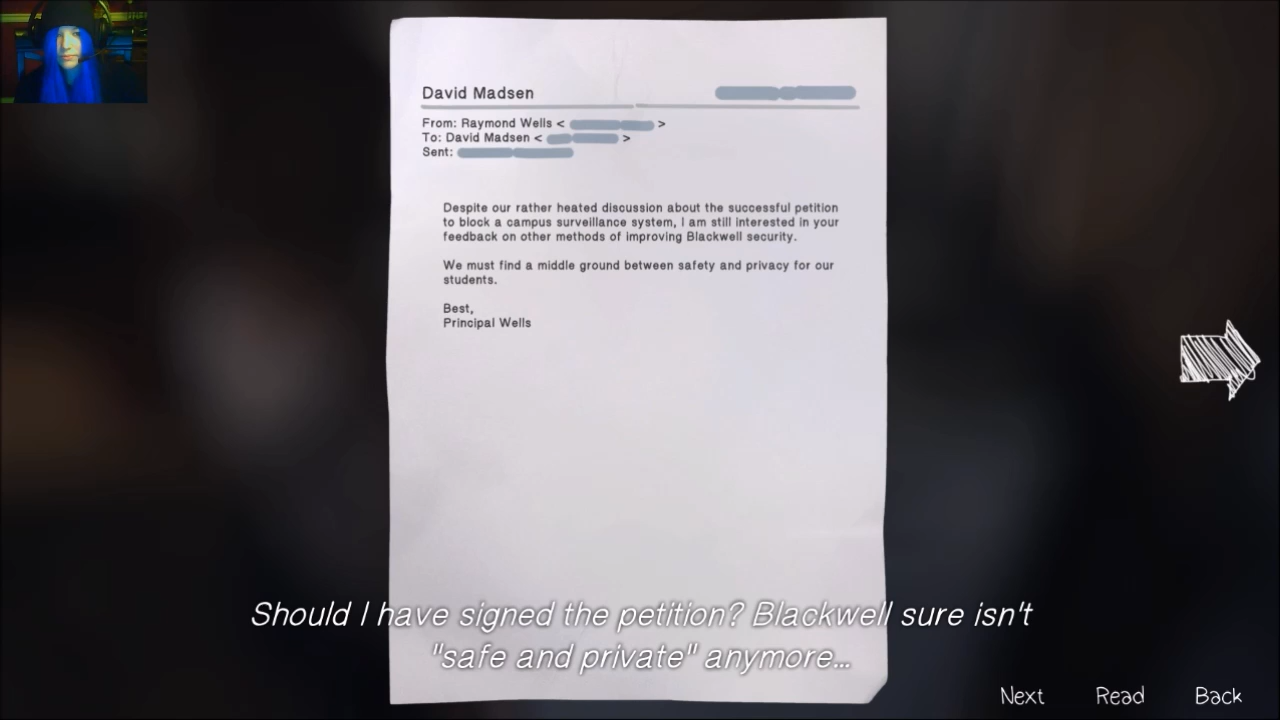 David Madsen
From: Raymond Wells < >
To: David Madsen < >
Sent:
Despite our rather heated discussion about the successful petition
to block a campus surveillance system, I am still interested in your
feedback on other methods of improving Blackwell security.
We must find a middle ground between safety and privacy for our
students.
Best,
Principal Wells
Should I have signed the petition? Blackwell sure isn't
"safe and private" anymore...
Next Read Back